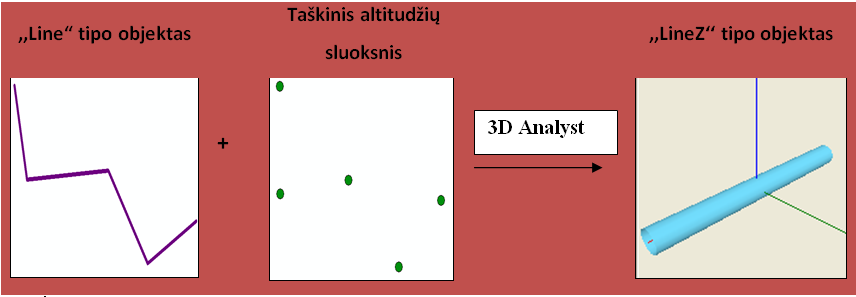 ,,Line“ tipo objektas
Taškinis altitudžių
sluoksnis
,,LineZ‘‘ tipo objektas
+
3D Analyst